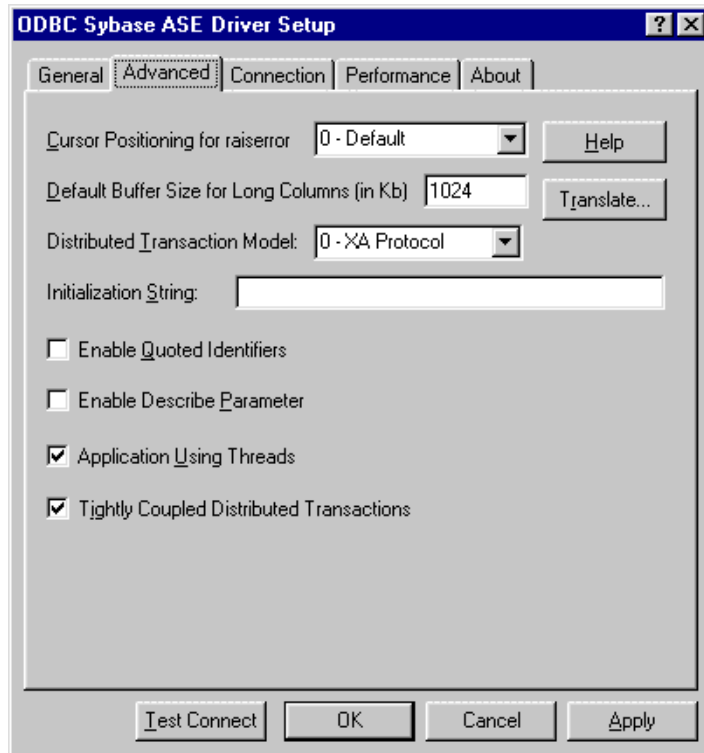 ODBC Sybase ASE Driver Setup
General Advanced Connection Performance About
Cursor Positioning for raiserror 0 - Default Help
Default Buffer Size for Long Columns (in Kb) 1024 Translate...
Distributed Transaction Model: 0 - XA Protocol
Initialization String:
Enable Quoted Identifiers
Enable Describe Parameter
Application Using Threads
Tightly Coupled Distributed Transactions
Test Connect OK Cancel Apply